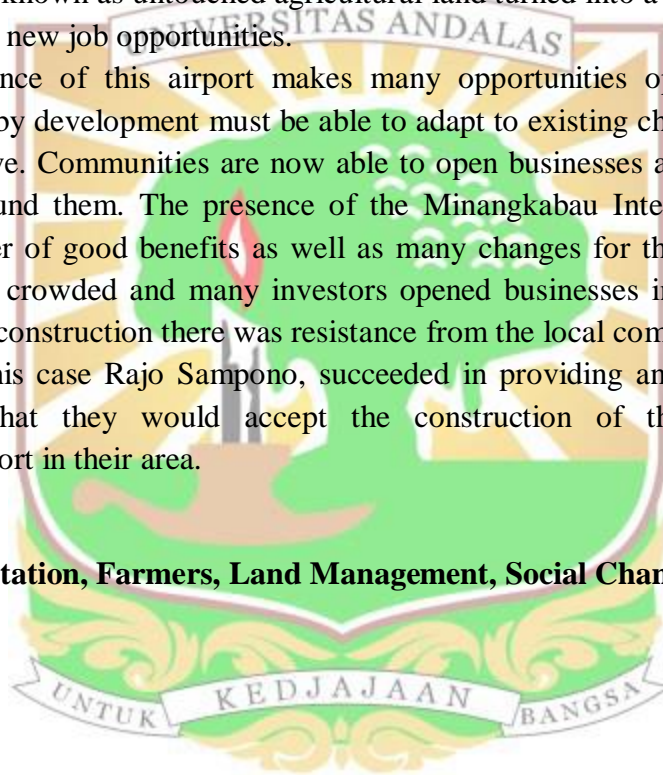 known as untouched agricultural land turned into a
new job opportunities.
UNIVERSITAS ANDALAS
nce of this airport makes many opportunities op
by development must be able to adapt to existing ch
ve. Communities are now able to open businesses a
und them. The presence of the Minangkabau Inte
er of good benefits as well as many changes for th
crowded and many investors opened businesses in
construction there was resistance from the local com
his case Rajo Sampono, succeeded in providing an
hat they would accept the construction of th
ort in their area.
tation, Farmers, Land Management, Social Chan
UNTUK KEDJAJAAN BANGSA